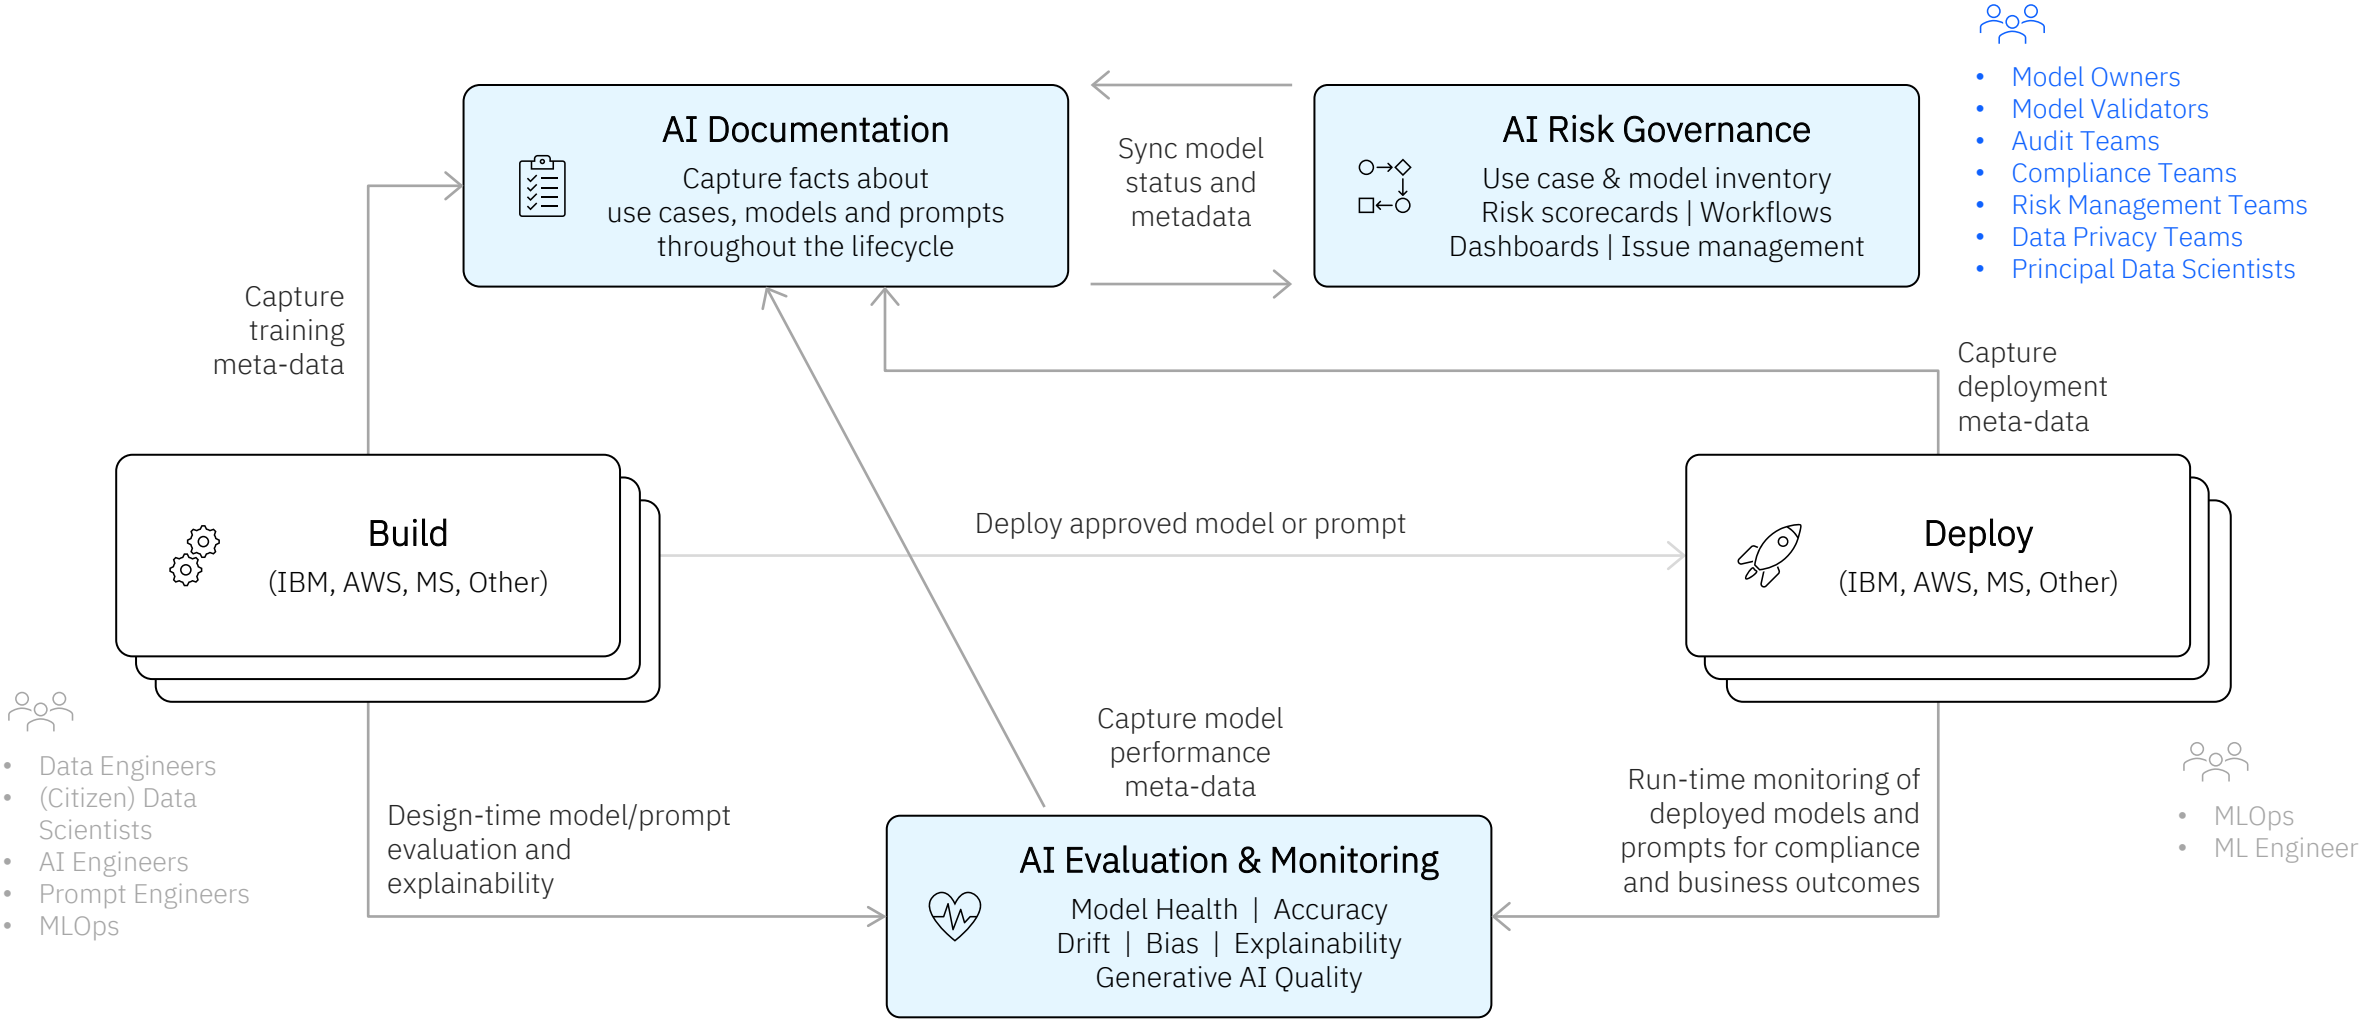 AI Documentation
Capture facts about
use cases, models and prompts
throughout the lifecycle
Sync model
status and
metadata
AI Risk Governance
Use case & model inventory
Risk scorecards | Workflows
Dashboards | Issue management
• Model Owners
• Model Validators
• Audit Teams
• Compliance Teams
• Risk Management Teams
• Data Privacy Teams
• Principal Data Scientists
Capture
training
meta-data
Capture
deployment
meta-data
Build
(IBM, AWS, MS, Other)
Deploy approved model or prompt
Deploy
(IBM, AWS, MS, Other)
• Data Engineers
• (Citizen) Data
Scientists
• AI Engineers
• Prompt Engineers
• MLOps
Design-time model/prompt
evaluation and
explainability
Capture model
performance
meta-data
AI Evaluation & Monitoring
Model Health | Accuracy
Drift | Bias | Explainability
Generative AI Quality
Run-time monitoring of
deployed models and
prompts for compliance
and business outcomes
• MLOps
• ML Engineer